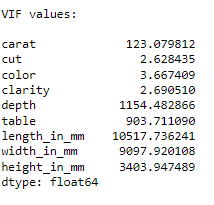 VIF values:
carat 123.079812
cut 2.628435
color 3.667409
clarity 2.690510
depth 1154.482866
table 903.711090
length_in_mm 10517.736241
width_in_mm 9097.920108
height_in_mm 3403.947489
dtype: float64